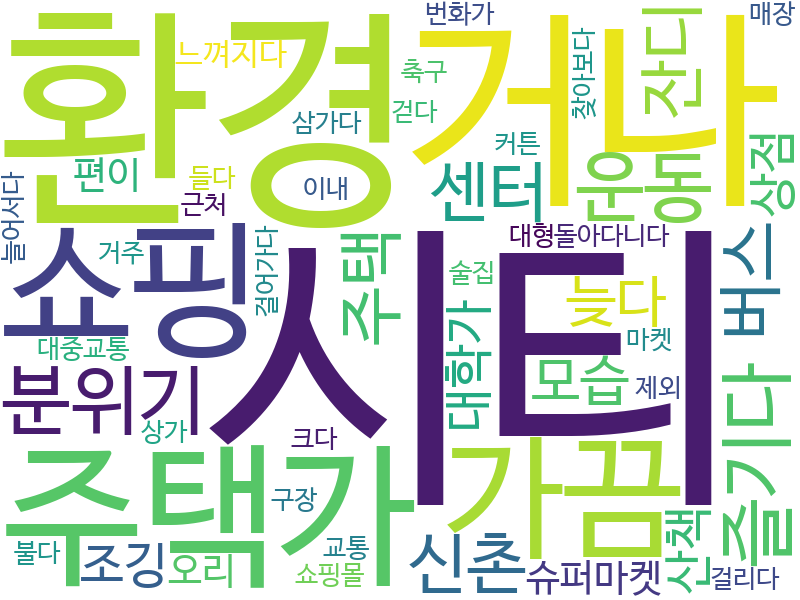 환경
거나
번화가
매장
느껴지다
축구
찾아보다
잔디
걷다
삼가다
커튼
편이
들다
이내
센터
상점
근처
늘어서다
쇼핑
거주
걸어가다
주택
대형
돌아다니다
버스
시티
술집
늦다
대중교통
마켓
대학가
모습
제외
분위기
상가
크다
즐기다
주택가
가끔
구장
산책
불다
조깅
오리
교통
쇼핑몰
신촌
슈퍼마켓
걸리다